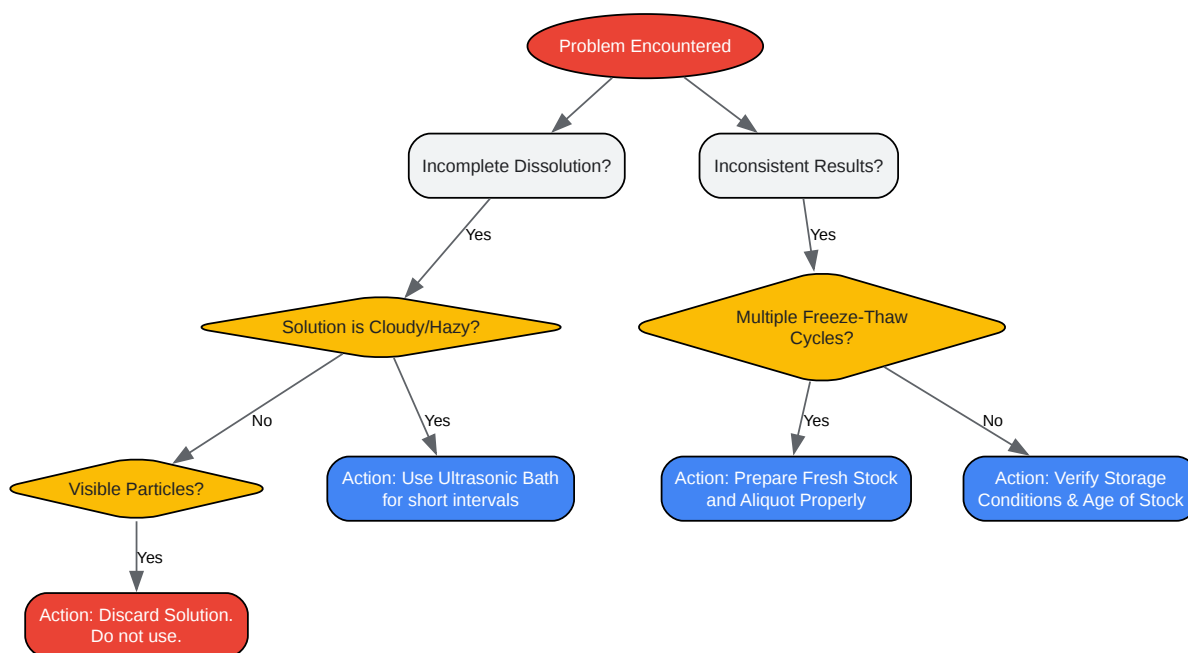 Problem Encountered
Incomplete Dissolution?
Inconsistent Results?
Yes
Yes
Solution is Cloudy/Hazy?
Multiple Freeze-Thaw
Cycles?
No
Yes
Yes
No
Visible Particles?
Action: Use Ultrasonic Bath
for short intervals
Action: Prepare Fresh Stock
and Aliquot Properly
Action: Verify Storage
Conditions & Age of Stock
Yes
Action: Discard Solution.
Do not use.